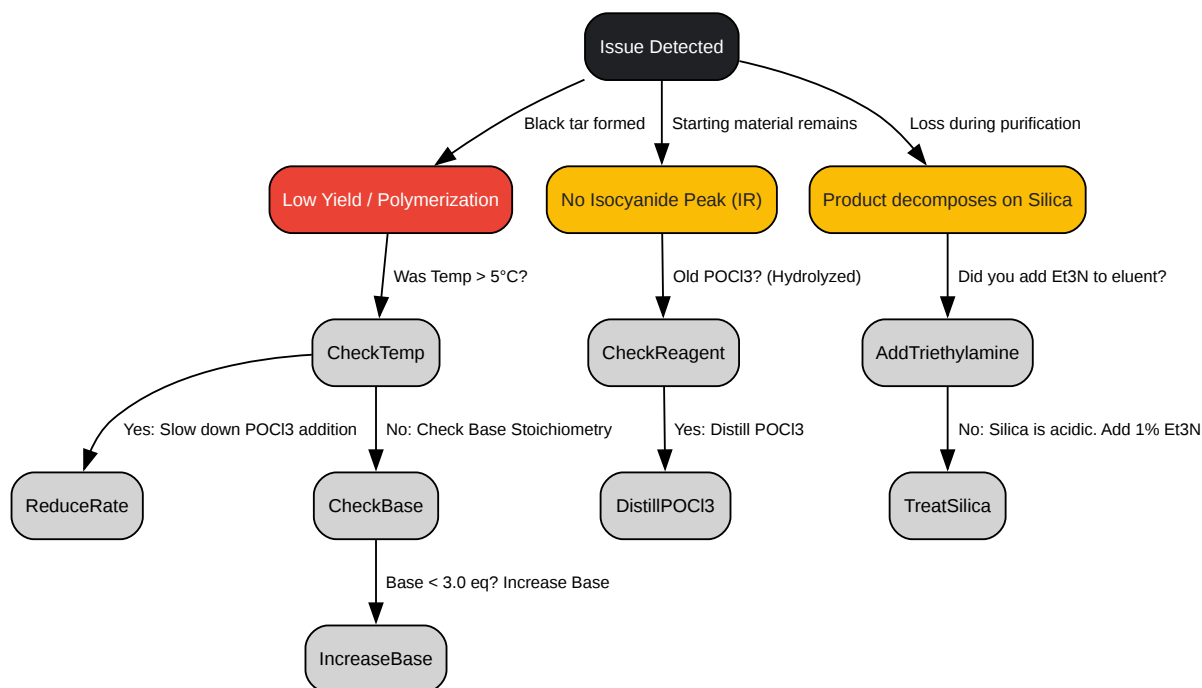 Issue Detected
Black tar formed
Starting material remains
Loss during purification
Low Yield / Polymerization
No Isocyanide Peak (IR)
Product decomposes on Silica
Was Temp > 5°C?
Old POCl3? (Hydrolyzed)
Did you add Et3N to eluent?
CheckTemp
CheckReagent
AddTriethylamine
Yes: Slow down POCl3 addition
No: Check Base Stoichiometry
Yes: Distill POCl3
No: Silica is acidic. Add 1% Et3N
ReduceRate
CheckBase
DistillPOCl3
TreatSilica
Base < 3.0 eq? Increase Base
IncreaseBase